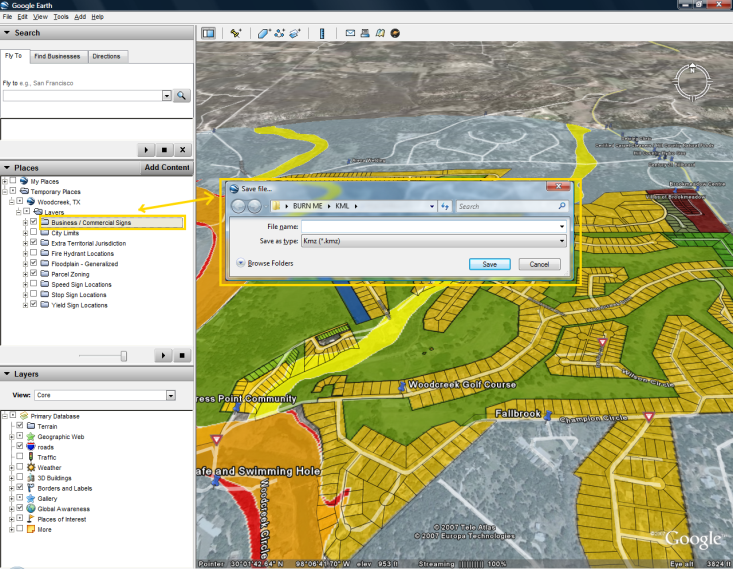 Google Earth
File Edit View Tools Add Help
Search
Fly To
Find Businesses
Directions
Fly to e.g., San Francisco
Places
Add Content
My Places
Temporary Places
Woodcreek, TX
Layers
Business / Commercial Signs
City Limits
Extra Territorial Jurisdiction
Fire Hydrant Locations
Floodplain - Generalized
Parcel Zoning
Speed Sign Locations
Stop Sign Locations
Yield Sign Locations
Layers
View: Core
Primary Database
Terrain
Geographic Web
roads
Traffic
Weather
3D Buildings
Borders and Labels
Gallery
Global Awareness
Places of Interest
More
N
Brookmeadow
Save file...
BURN ME
KML
Search
File name:
Save as type: Kmz (*.kmz)
Browse Folders
Save
Cancel
Woodcreek Golf Course
Wilson Circle
ress Point Community
Fallbrook
Champion Circle
afe and Swimming Hole
Woodcreek Circle
© 2007 Tele Atlas
© 2007 Europa Technologies
Google
Pointer 30°01'42.64" N 98°06'41.70" W elev 953 ft Streaming 100% Eye alt 3824 ft